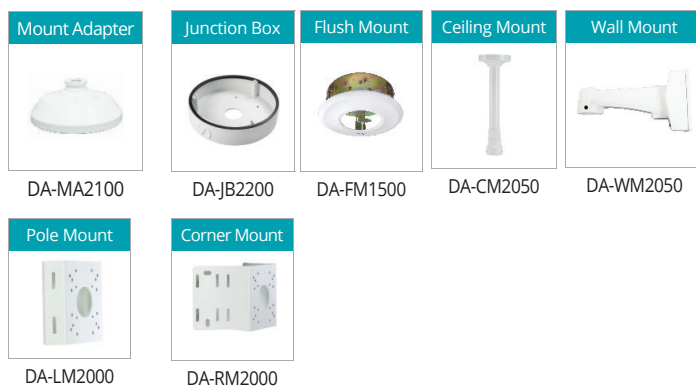 Mount Adapter
Junction Box
Flush Mount
Ceiling Mount
Wall Mount
DA-MA2100
DA-JB2200
DA-FM1500
DA-CM2050
DA-WM2050
Pole Mount
Corner Mount
DA-LM2000
DA-RM2000